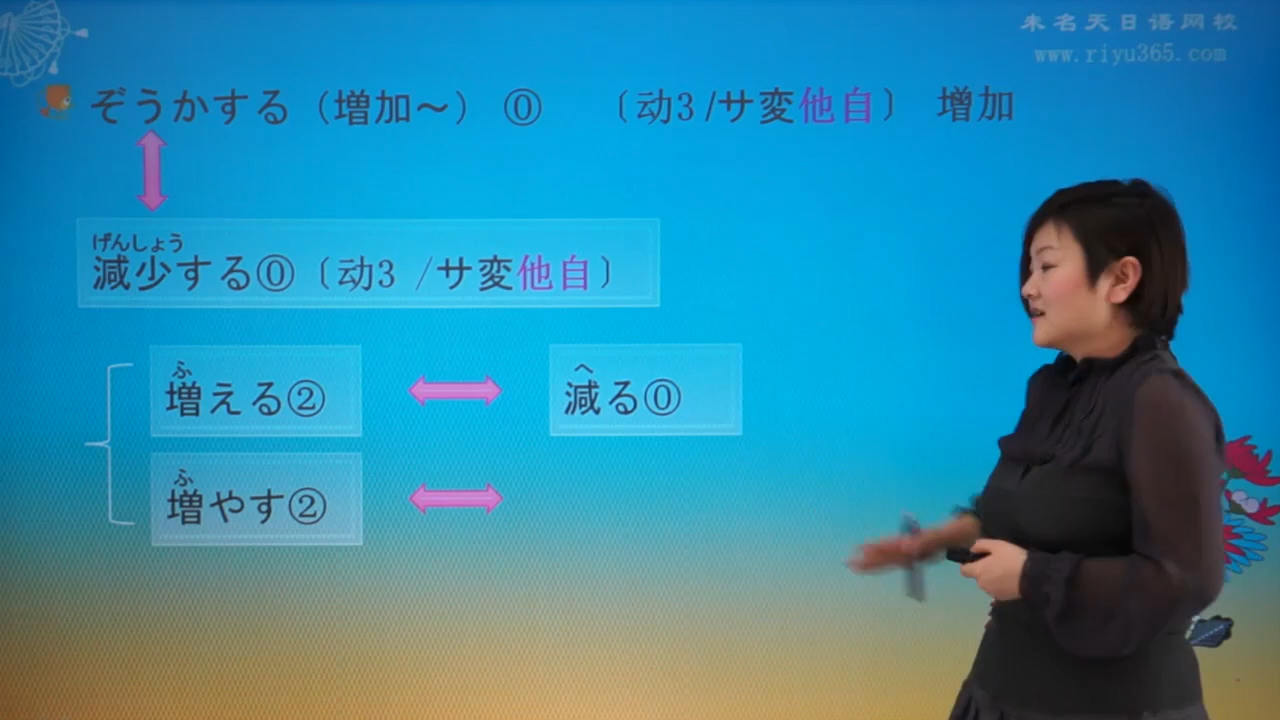 未名天日语网校
www.riyu365.com
ぞうかする（増加～）⓪ 〔动3/サ変他自〕 增加
げんしょう
減少する⓪〔动3 /サ変他自〕
ふ
増える②
へ
減る⓪
ふ
増やす②